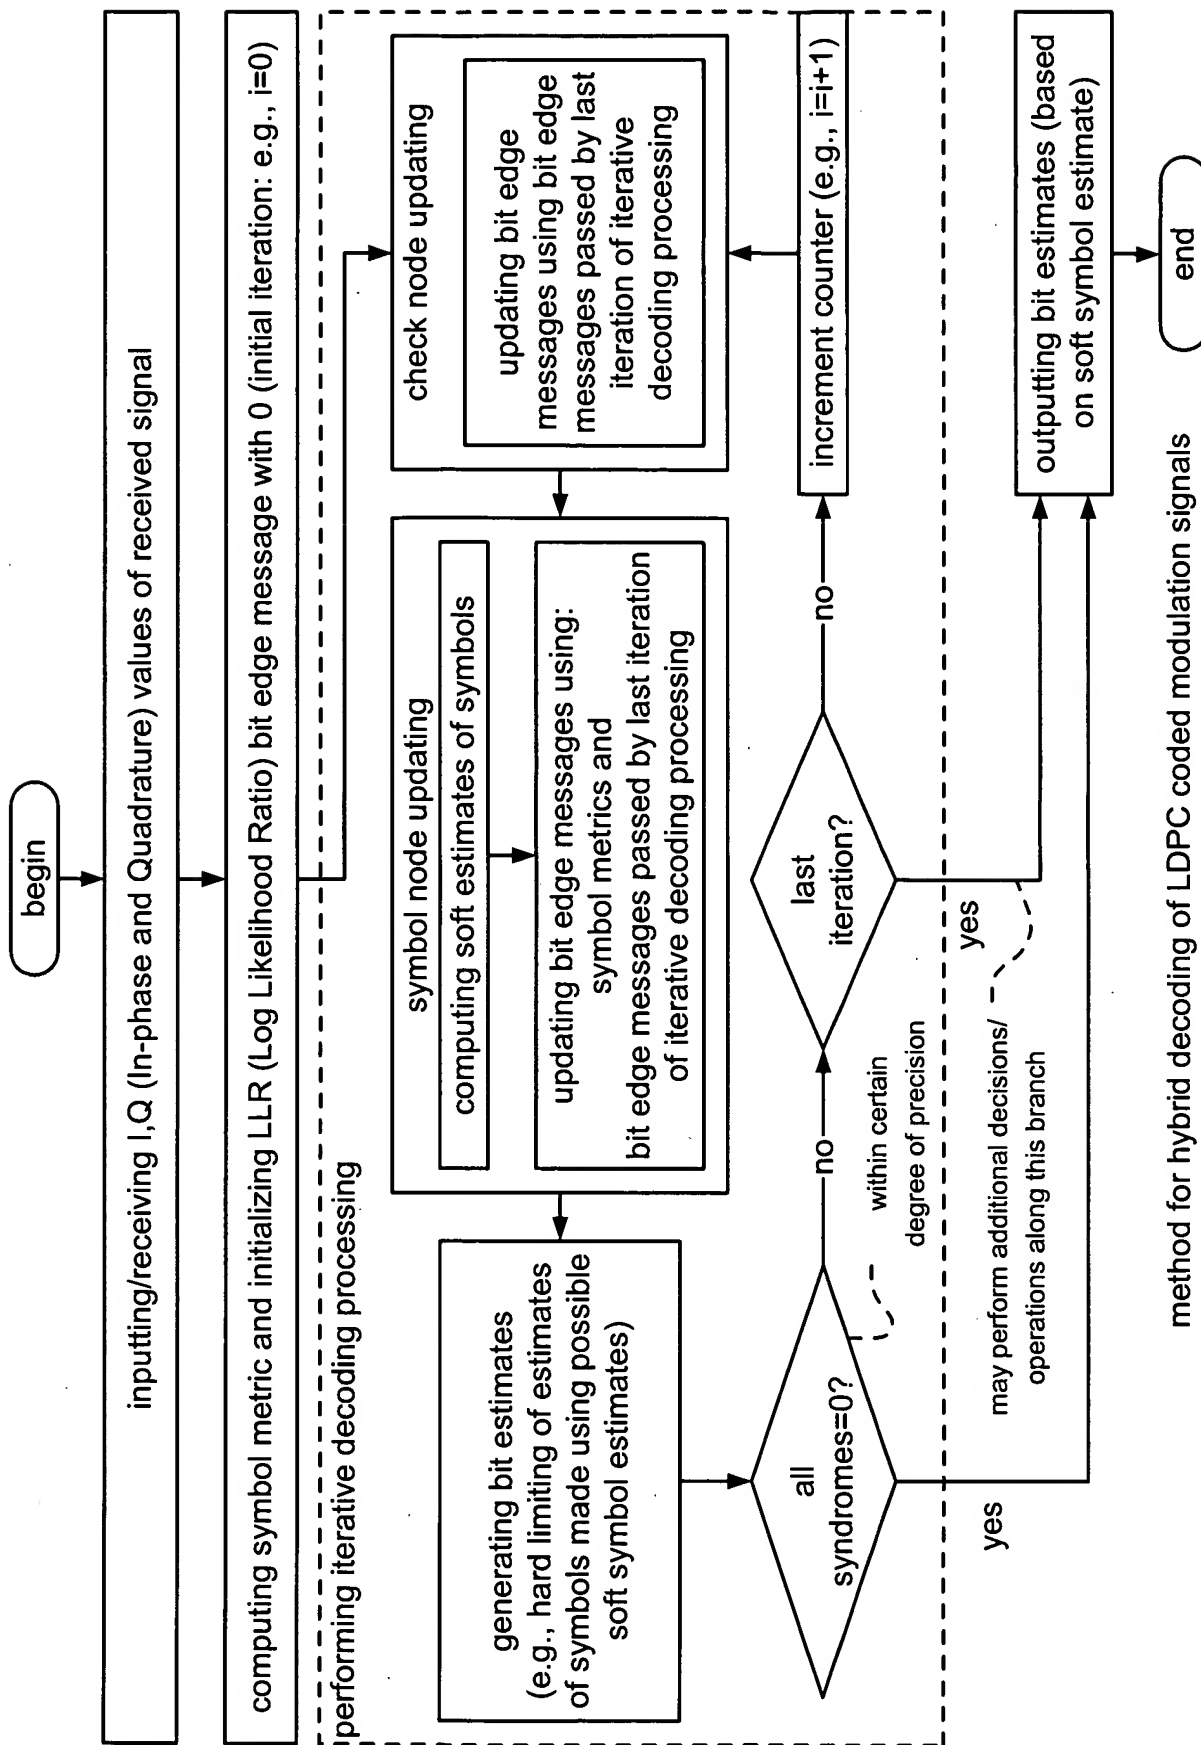 begin
inputting/receiving I,Q (In-phase and Quadrature) values of received signal
computing symbol metric and initializing LLR (Log Likelihood Ratio) bit edge message with 0 (initial iteration: e.g., i=0)
performing iterative decoding processing
check node updating
updating bit edge
messages using bit edge
messages passed by last
iteration of iterative
decoding processing
symbol node updating
computing soft estimates of symbols
updating bit edge messages using:
symbol metrics and
bit edge messages passed by last iteration
of iterative decoding processing
generating bit estimates
(e.g., hard limiting of estimates
of symbols made using possible
soft symbol estimates)
all
syndromes=0?
within certain
degree of precision
no
last
iteration?
no
increment counter (e.g., i=i+1)
yes
yes
may perform additional decisions/
operations along this branch
outputting bit estimates (based
on soft symbol estimate)
end
method for hybrid decoding of LDPC coded modulation signals